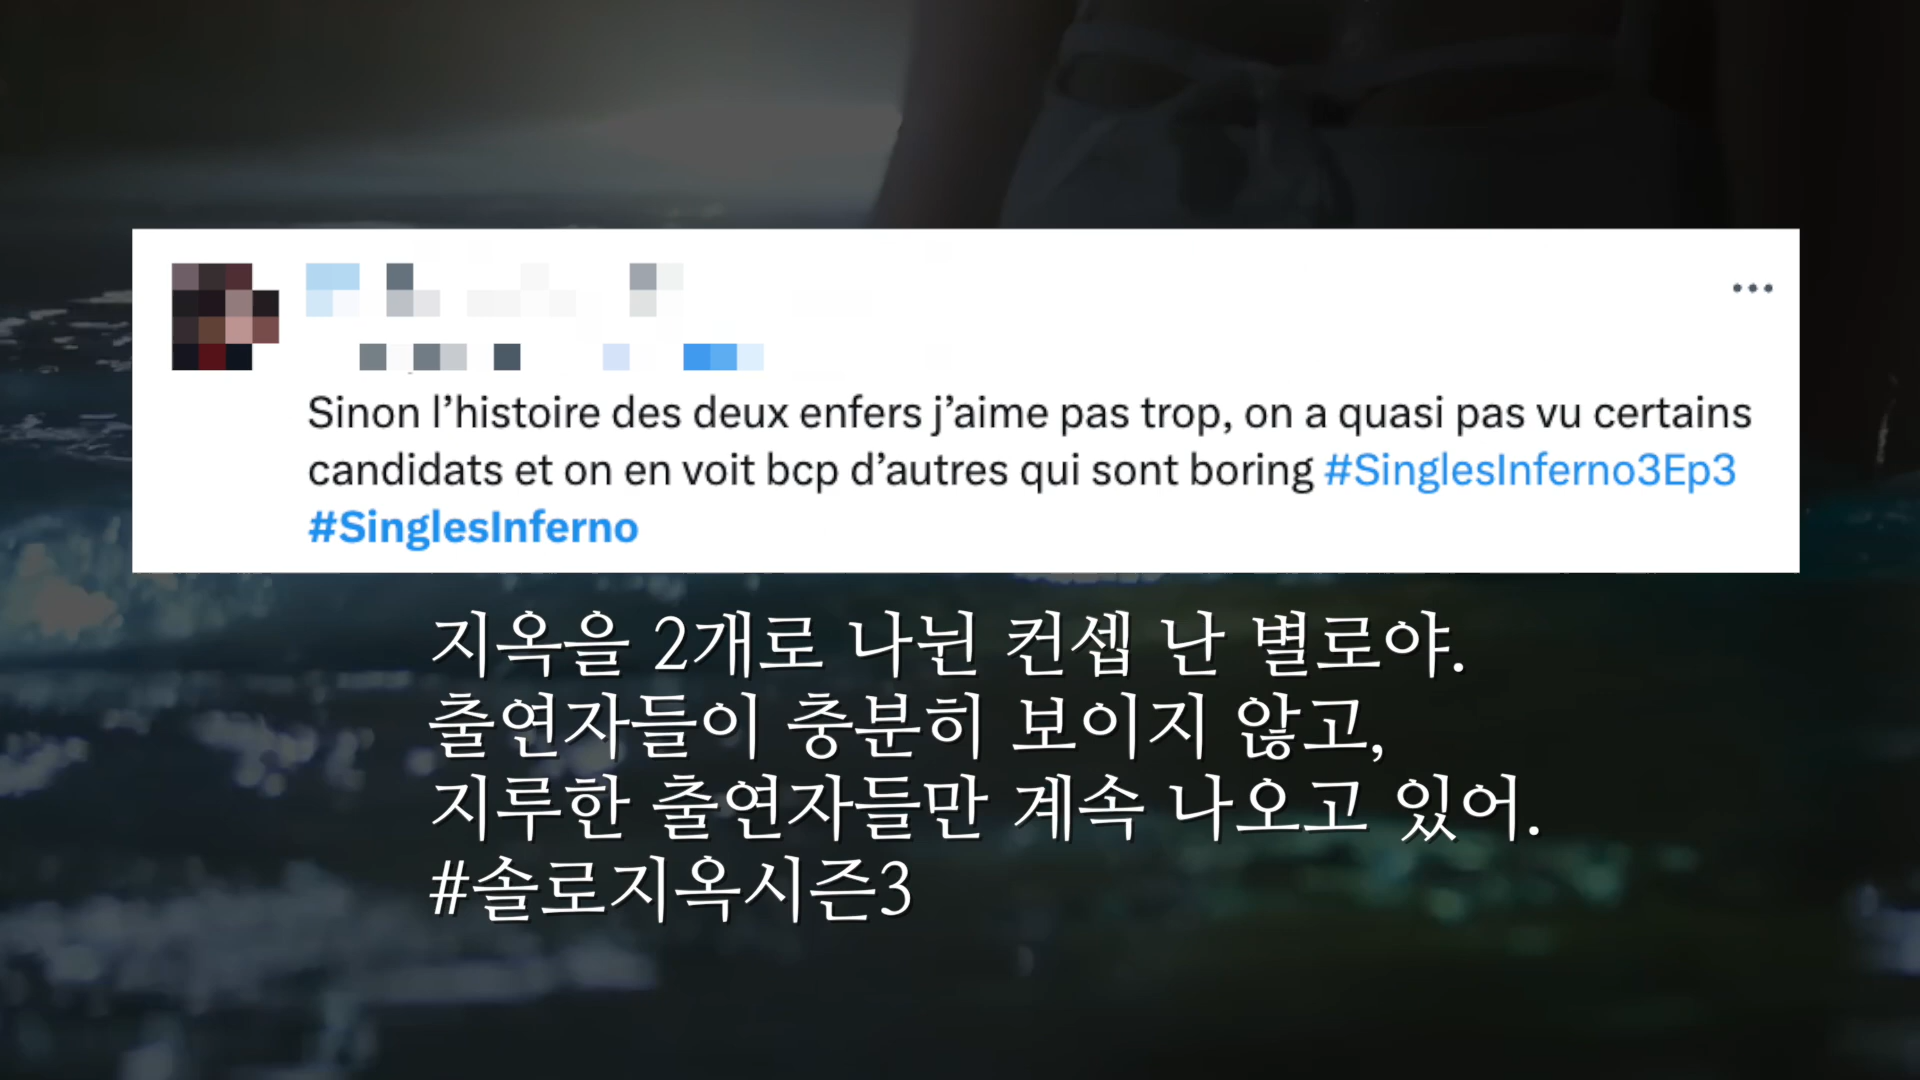 Sinon l’histoire des deux enfers j’aime pas trop, on a quasi pas vu certains
candidats et on en voit bcp d’autres qui sont boring #SinglesInferno3Ep3
#SinglesInferno
지옥을 2개로 나뉜 컨셉 난 별로야.
출연자들이 충분히 보이지 않고,
지루한 출연자들만 계속 나오고 있어.
#솔로지옥시즌3